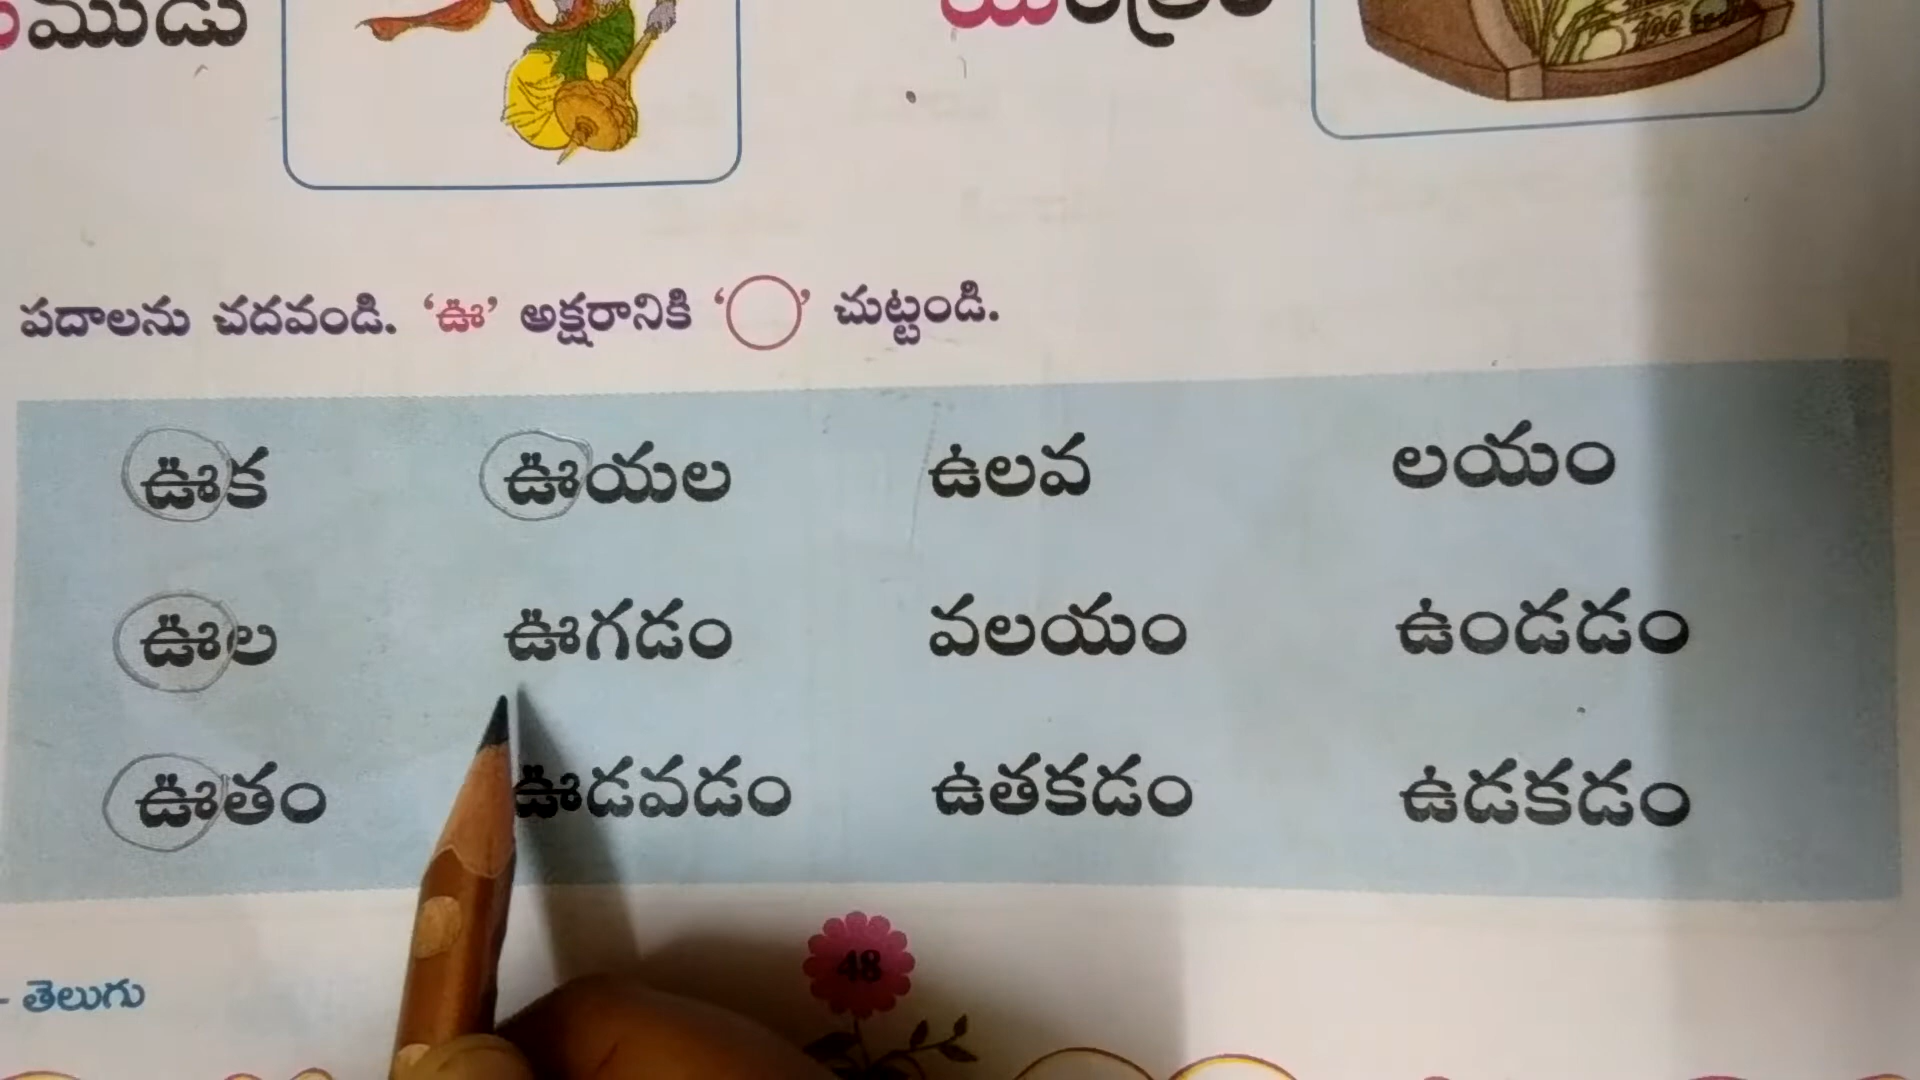 పదాలను చదవండి. ‘ఊ’ అక్షరానికి ‘◯’ చుట్టండి.
ఊక ఊయల ఉలవ లయం
ఊల ఊగడం వలయం ఉండడం
ఊతం ఊడవడం ఉతకడం ఉడకడం
48
- తెలుగు